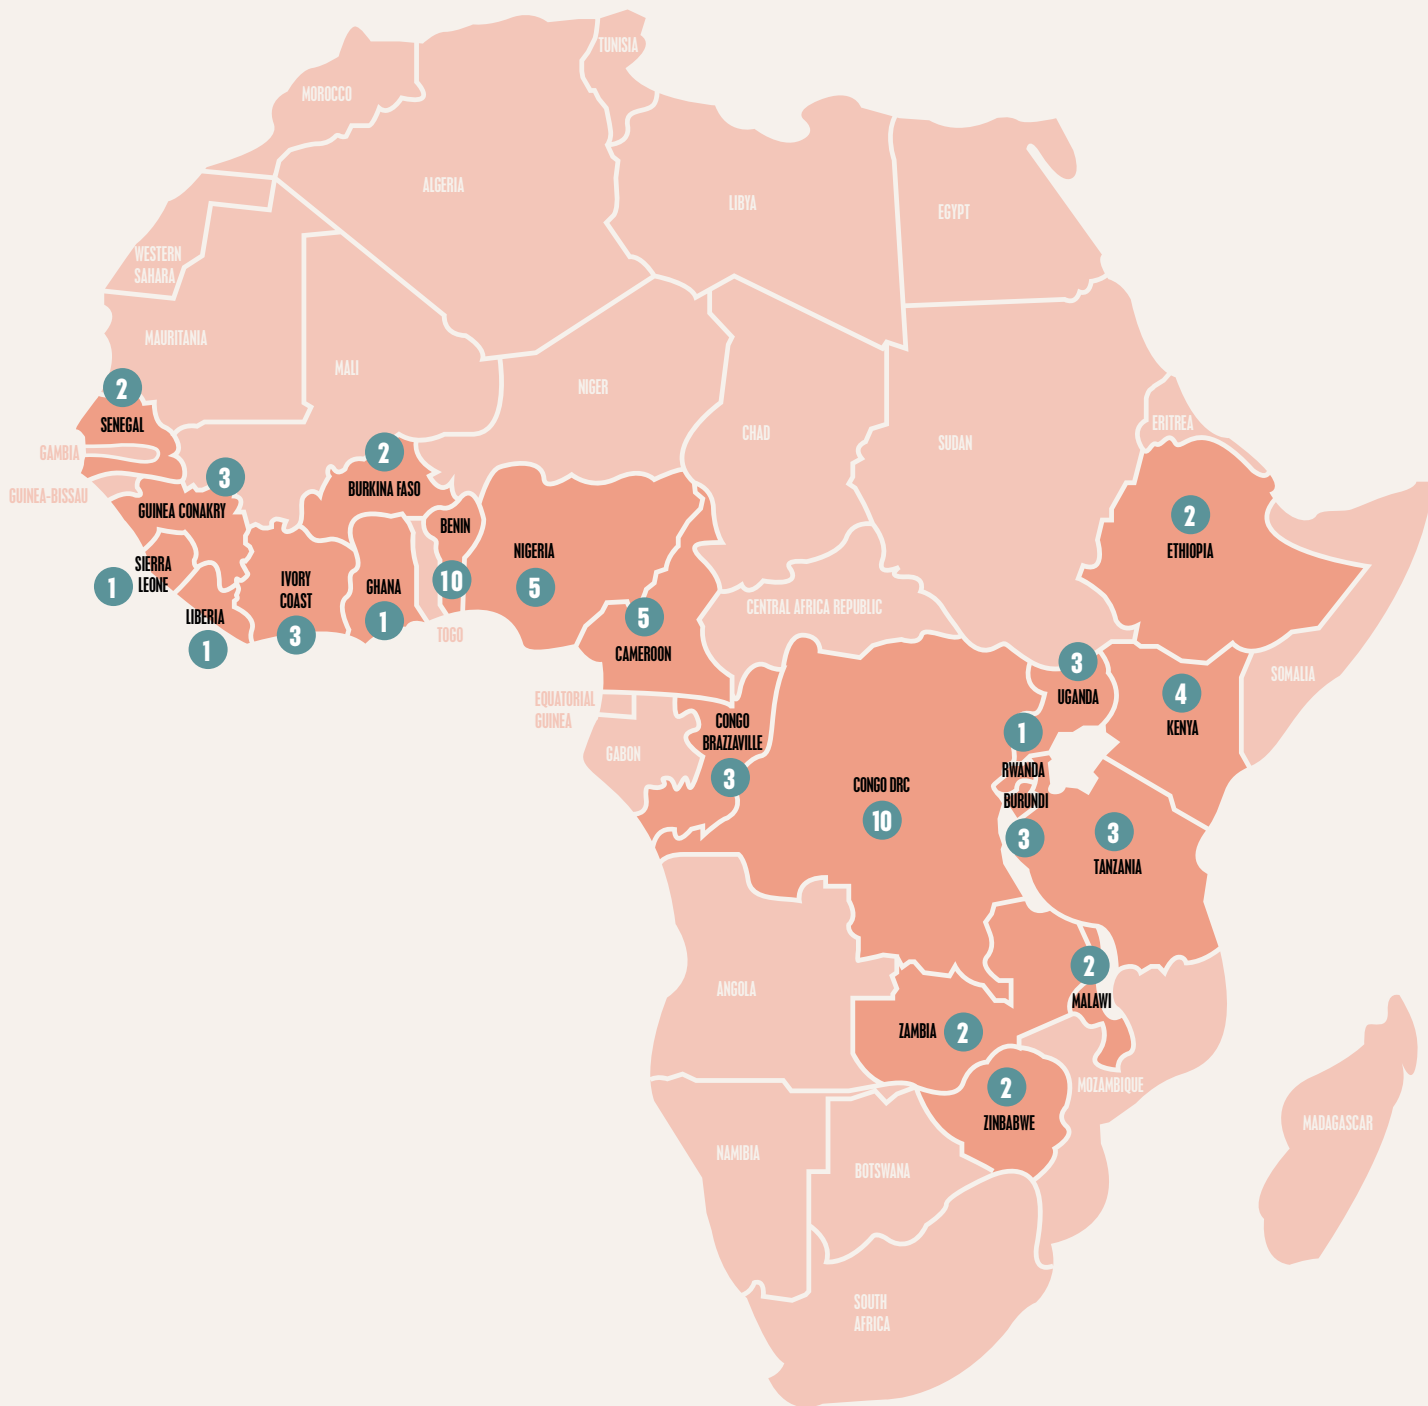 TUNISIA
MOROCCO
ALGERIA
LIBYA
EGYPT
WESTERN
SAHARA
MAURITANIA
MALI
NIGER
CHAD
SUDAN
ERITREA
2
SENEGAL
GAMBIA
GUINEA-BISSAU
3
GUINEA CONAKRY
2
BURKINA FASO
BENIN
10
NIGERIA
5
2
ETHIOPIA
SIERRA
LEONE
1
LIBERIA
1
IVORY
COAST
3
GHANA
1
TOGO
5
CAMEROON
CENTRAL AFRICA REPUBLIC
SOMALIA
3
UGANDA
4
KENYA
EQUATORIAL
GUINEA
GABON
CONGO
BRAZZAVILLE
3
CONGO DRC
10
1
RWANDA
BURUNDI
3
3
TANZANIA
ANGOLA
2
MALAWI
ZAMBIA
2
2
ZINBABWE
MOZAMBIQUE
MADAGASCAR
NAMIBIA
BOTSWANA
SOUTH
AFRICA